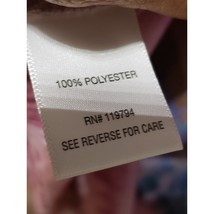 100% POLYESTER
RN# 119794
SEE REVERSE FOR CARE